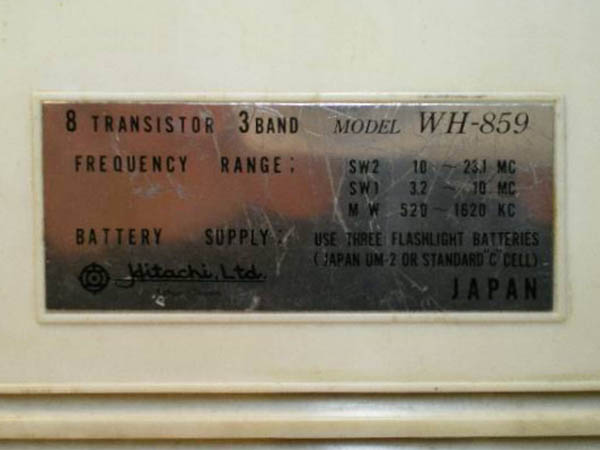 8 TRANSISTOR 3 BAND MODEL WH-859
FREQUENCY RANGE: SW2 10 ~ 23.1 MC
SW1 3.2 ~ 10 MC
MW 520 ~ 1620 KC
BATTERY SUPPLY: USE THREE FLASHLIGHT BATTERIES
(JAPAN UM-2 OR STANDARD "C" CELL)
Hitachi, Ltd.
JAPAN